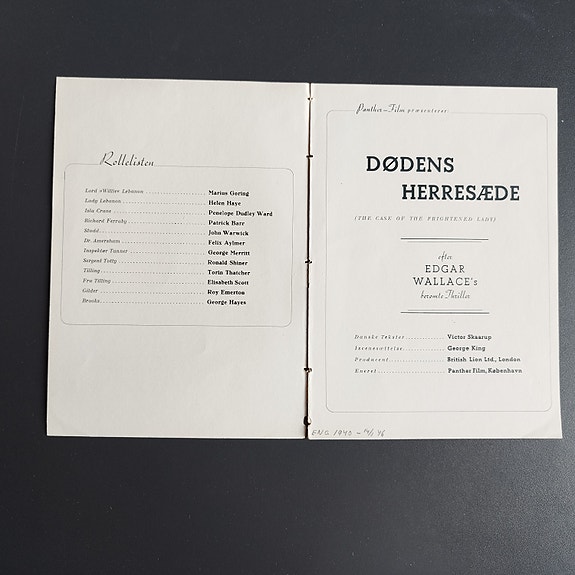 Rollelisten
Lord »Willie« Lebanon .................. Marius Goring
Lady Lebanon .................. Helen Haye
Isla Crane .................. Penelope Dudley Ward
Richard Ferraby .................. Patrick Barr
Studd .................. John Warwick
Dr. Amersham .................. Felix Aylmer
Inspektør Tanner .................. George Merritt
Sergent Totty .................. Ronald Shiner
Tilling .................. Torin Thatcher
Fru Tilling .................. Elisabeth Scott
Gilder .................. Roy Emerton
Brooks .................. George Hayes
Panther-Film præsenterer:
DØDENS
HERRESÆDE
(THE CASE OF THE FRIGHTENED LADY)
efter
EDGAR
WALLACE's
berømte Thriller
Danske Tekster ........... Victor Skaarup
Iscenesættelse ........... George King
Producent ........... British Lion Ltd., London
Eneret ........... Panther Film, København
ENG 1940 - 14/1 46